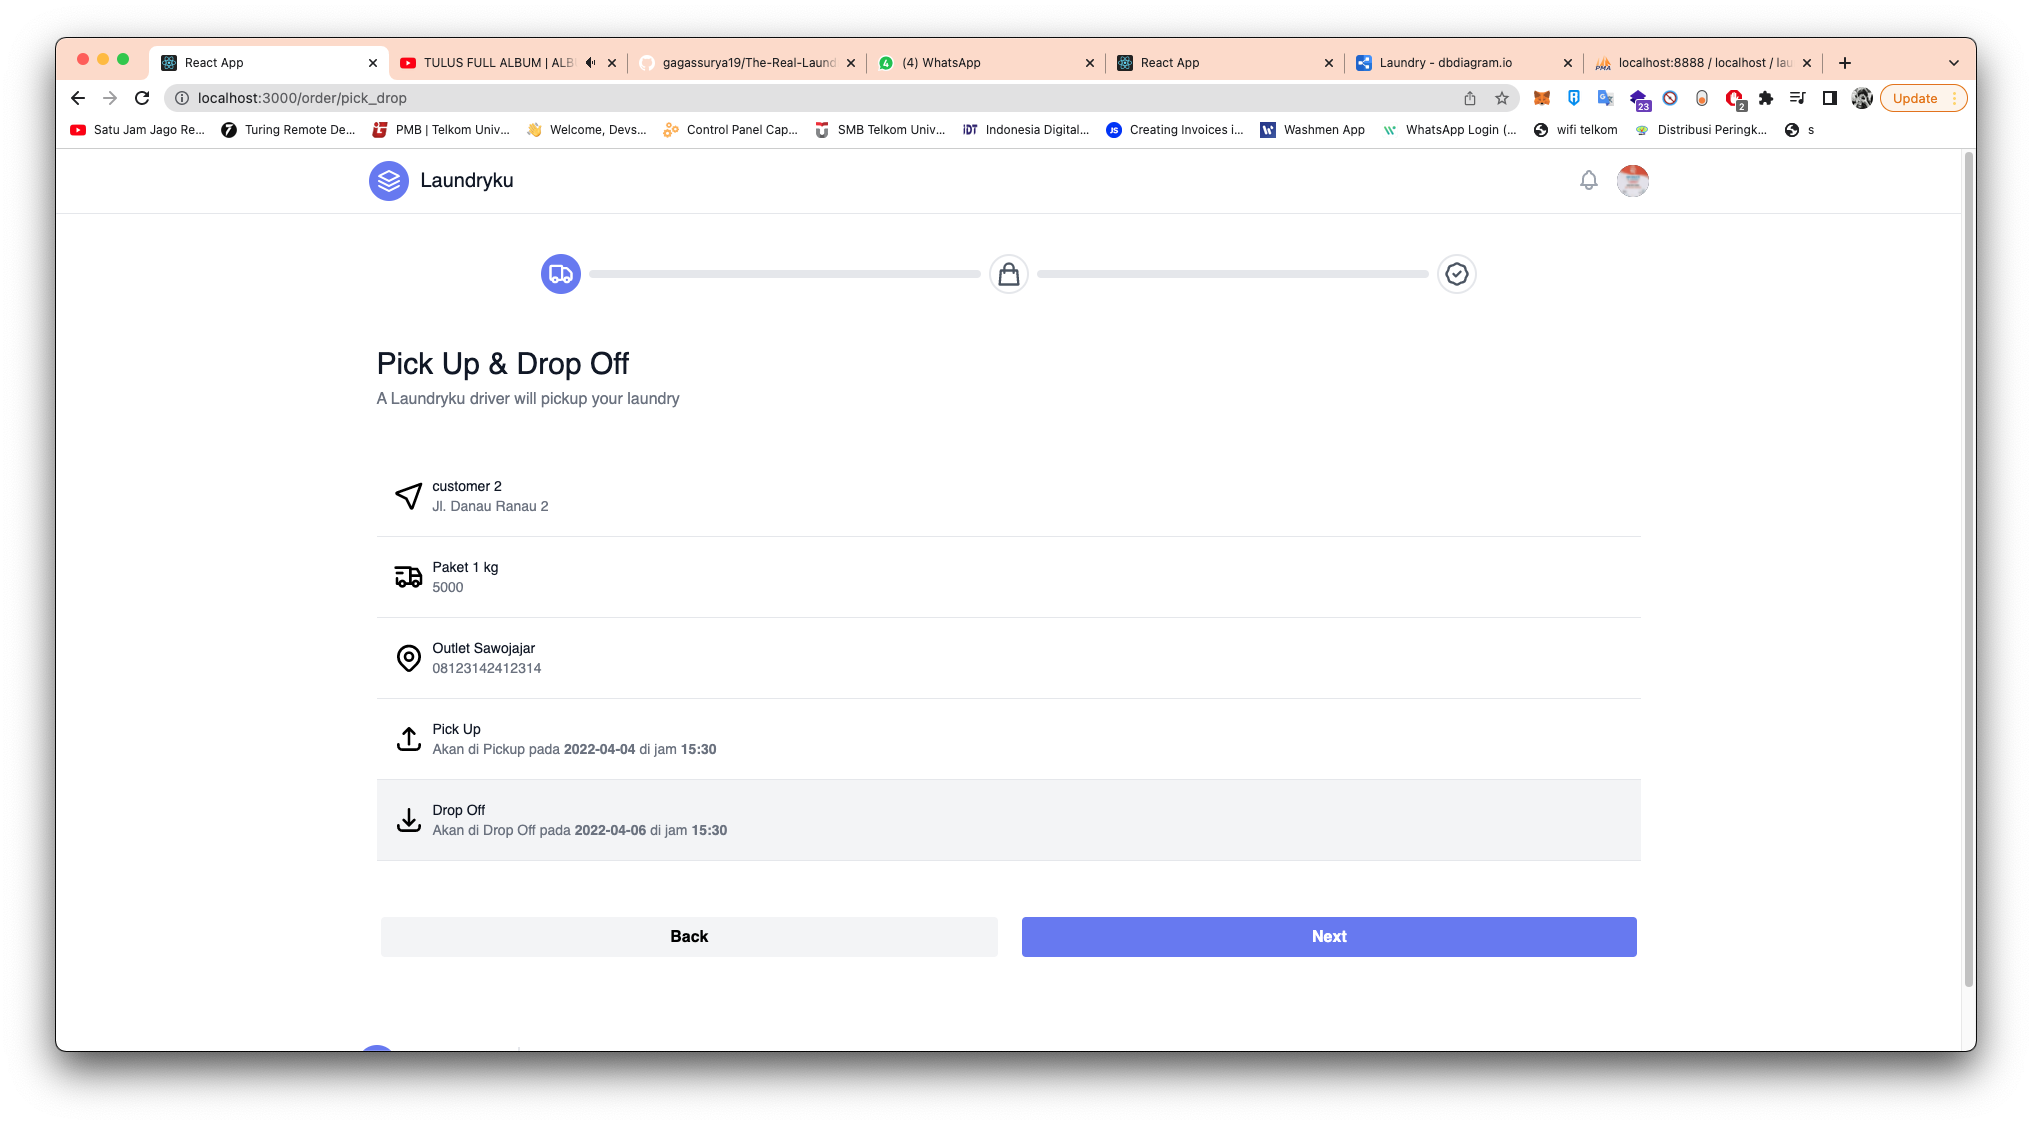 React App
TULUS FULL ALBUM | ALB
gagassurya19/The-Real-Laund
(4) WhatsApp
React App
Laundry - dbdiagram.io
localhost:8888 / localhost / lau
localhost:3000/order/pick_drop
23
2
Update
Satu Jam Jago Re...
Turing Remote De...
PMB | Telkom Univ...
Welcome, Devs...
Control Panel Cap...
SMB Telkom Univ...
Indonesia Digital...
Creating Invoices i...
Washmen App
WhatsApp Login (...
wifi telkom
Distribusi Peringk...
s
Laundryku
Pick Up & Drop Off
A Laundryku driver will pickup your laundry
customer 2
Jl. Danau Ranau 2
Paket 1 kg
5000
Outlet Sawojajar
08123142412314
Pick Up
Akan di Pickup pada 2022-04-04 di jam 15:30
Drop Off
Akan di Drop Off pada 2022-04-06 di jam 15:30
Back
Next